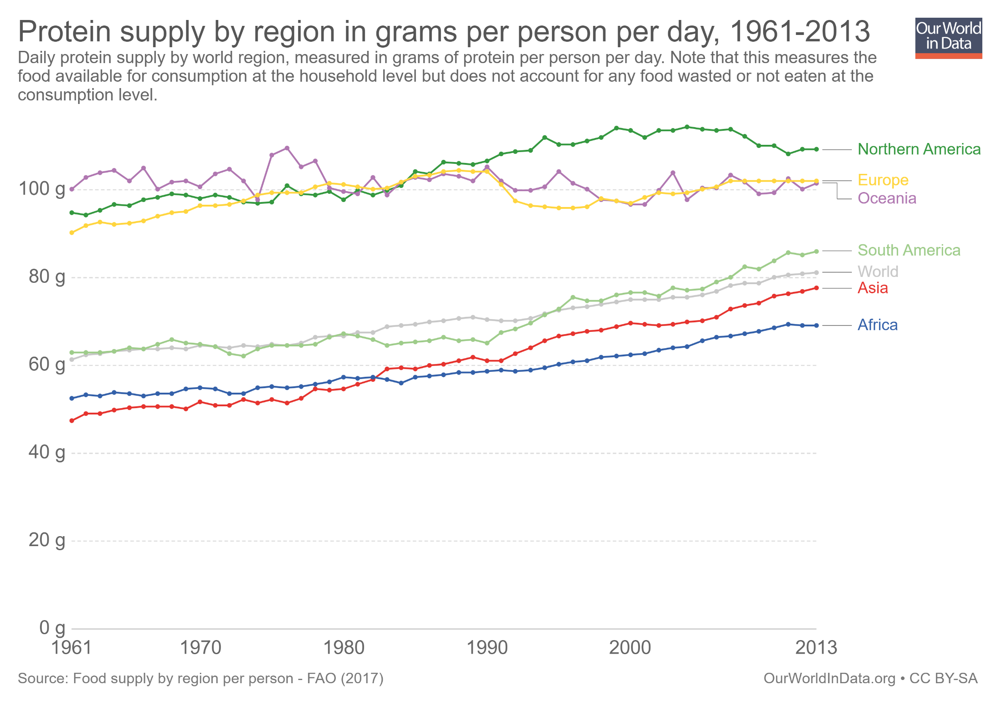 Protein supply by region in grams per person per day, 1961-2013
Our World
in Data
Daily protein supply by world region, measured in grams of protein per person per day. Note that this measures the
food available for consumption at the household level but does not account for any food wasted or not eaten at the
consumption level.
Northern America
Europe
100 g
Oceania
South America
World
80 g
Asia
Africa
60 g
40 g
20 g
0 g
1961 1970 1980 1990 2000 2013
Source: Food supply by region per person - FAO (2017)
OurWorldInData.org • CC BY-SA